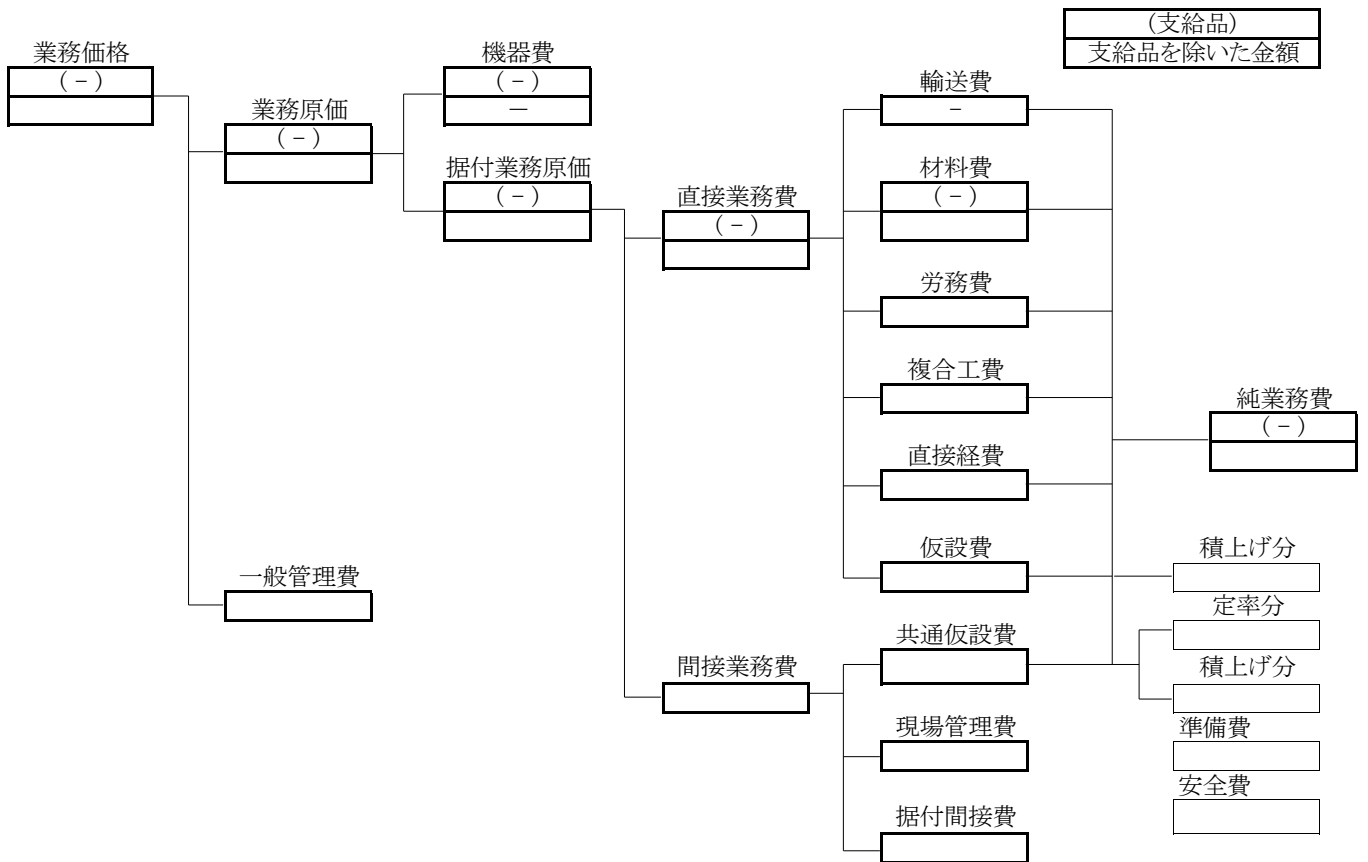 (支給品)
支給品を除いた金額
業務価格
(-)
業務原価
(-)
一般管理費
機器費
(-)
－
据付業務原価
(-)
直接業務費
(-)
間接業務費
輸送費
-
材料費
(-)
労務費
複合工費
直接経費
仮設費
共通仮設費
現場管理費
据付間接費
純業務費
(-)
積上げ分
定率分
積上げ分
準備費
安全費